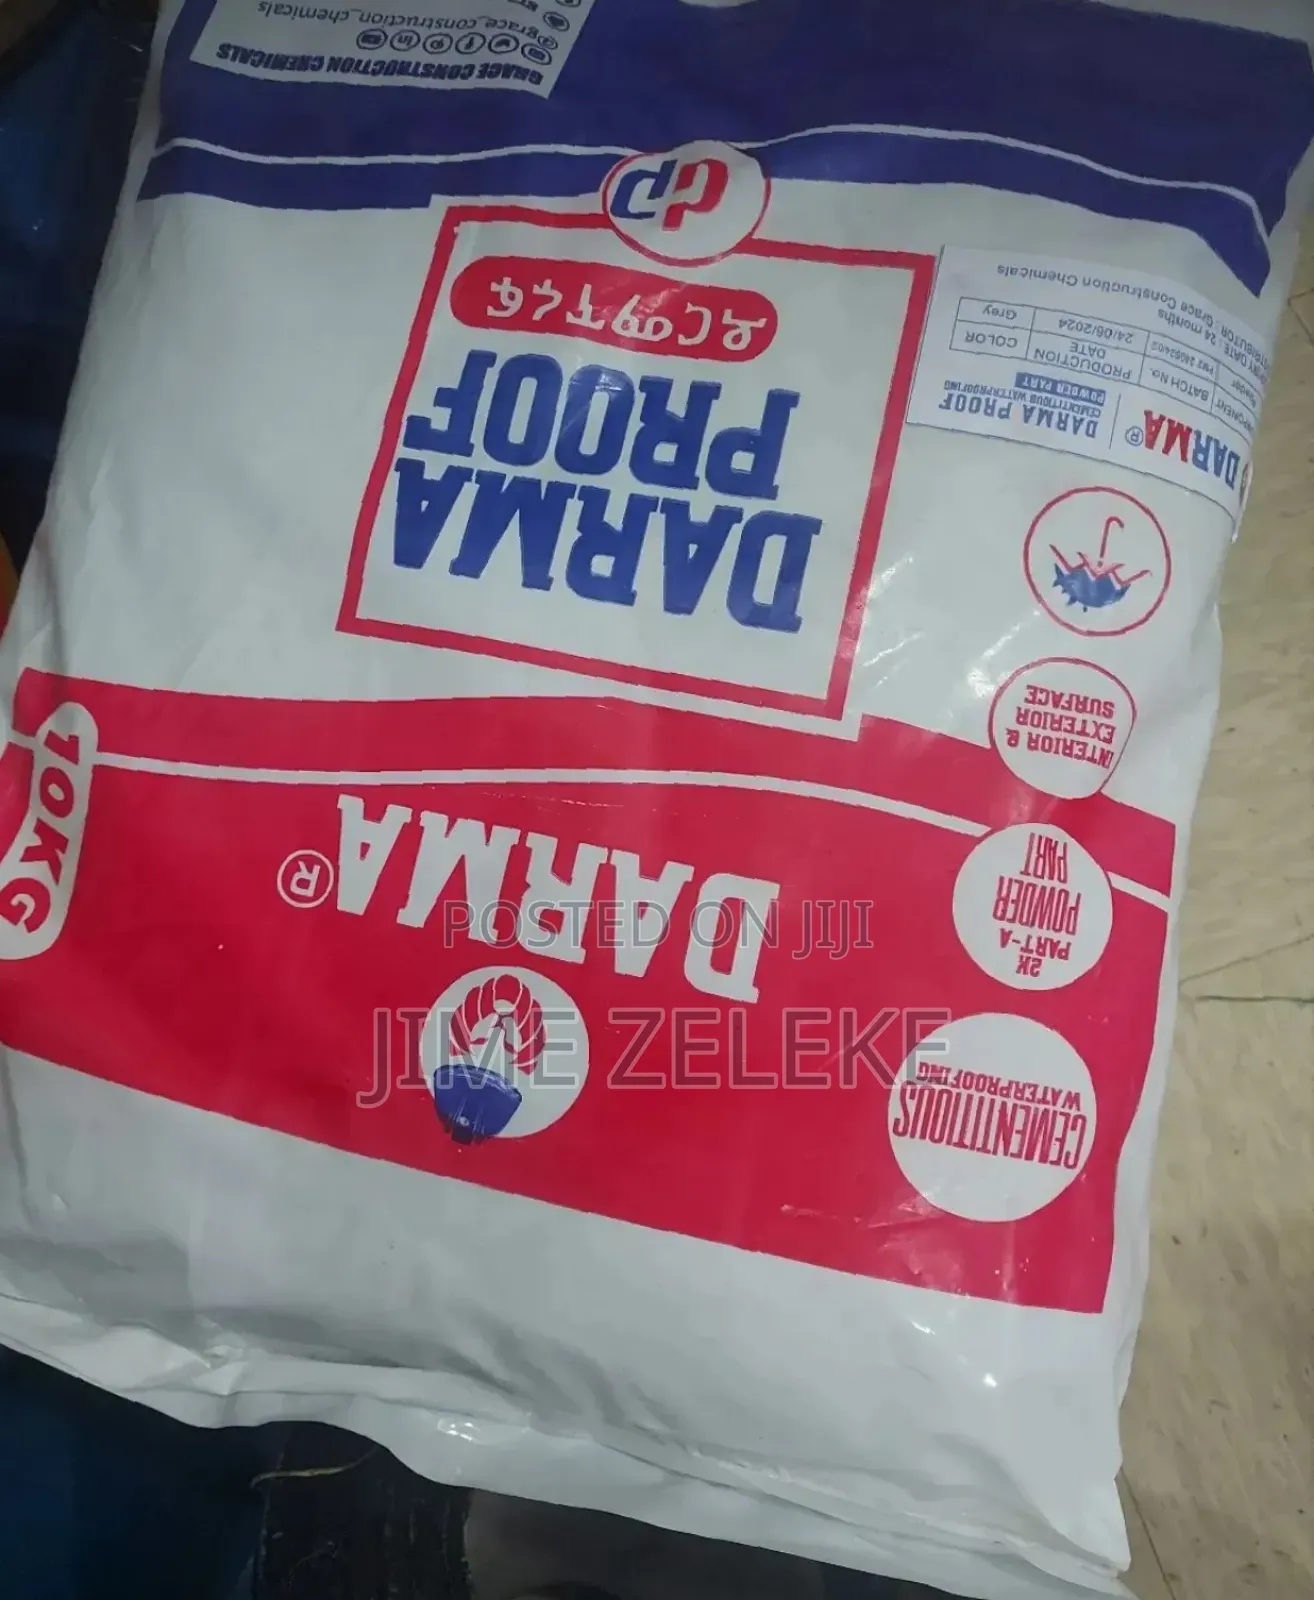 DARMA®
CEMENTITIOUS
WATERPROOFING
2K
PART-A
POWDER
PART
10KG
INTERIOR &
EXTERIOR
SURFACE
DARMA
PROOF
DP
DARMA®
DARMA PROOF
CEMENTITIOUS WATERPROOFING
POWDER PART
BATCH No.
PRODUCTION
DATE
COLOR
24/06/2024
Grey
24 months
Grace Construction Chemicals
GRACE CONSTRUCTION CHEMICALS
@grace_construction_chemicals
POSTED ON JIJI
JIME ZELEKE